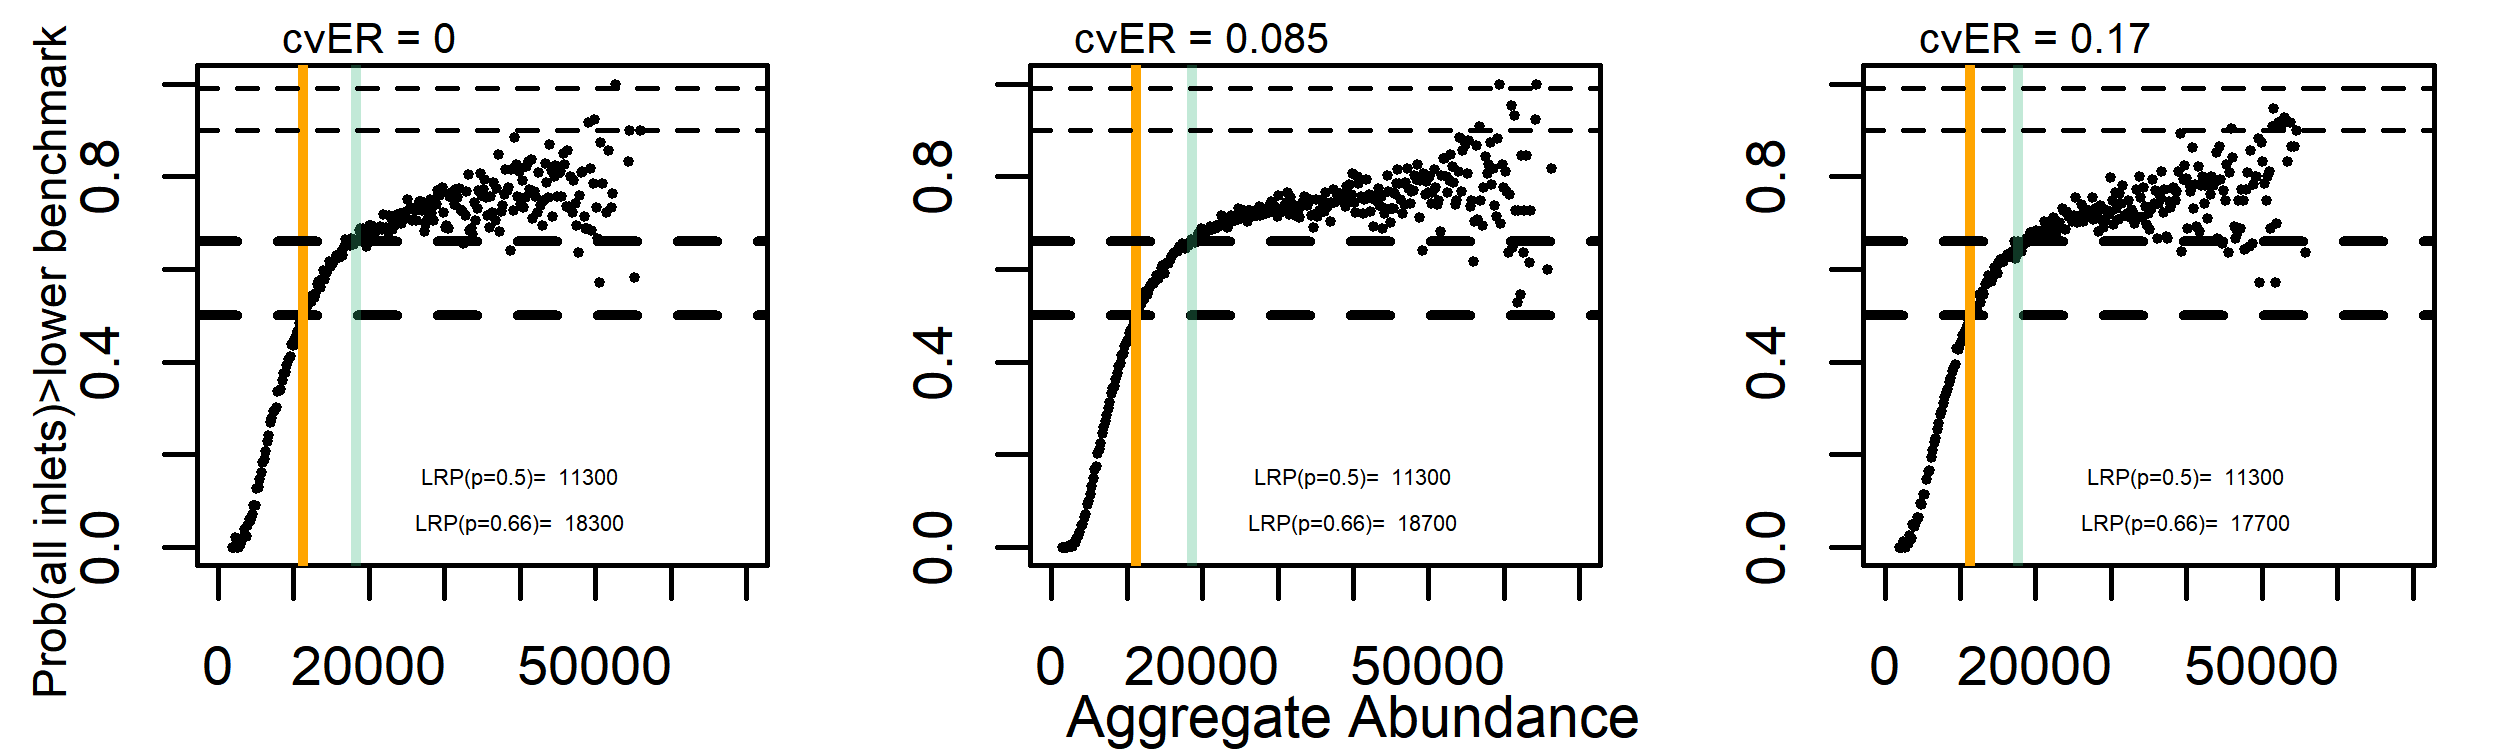 Prob(all inlets)>lower benchmark
cvER = 0
0.0 0.4 0.8
LRP(p=0.5)= 11300
LRP(p=0.66)= 18300
0 20000 50000
cvER = 0.085
0.0 0.4 0.8
LRP(p=0.5)= 11300
LRP(p=0.66)= 18700
0 20000 50000
cvER = 0.17
0.0 0.4 0.8
LRP(p=0.5)= 11300
LRP(p=0.66)= 17700
0 20000 50000
Aggregate Abundance